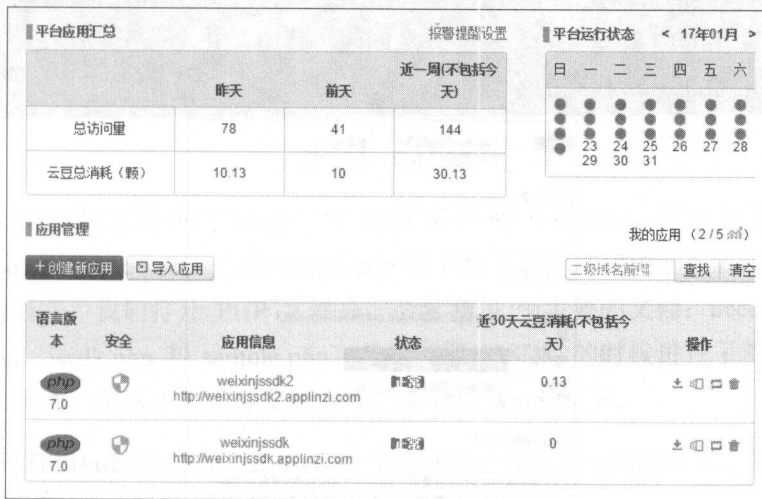 平台应用汇总 报警提醒设置
昨天 前天 近一周(不包括今天)
总访问量 78 41 144
云豆总消耗（颗） 10.13 10 30.13
平台运行状态 < 17年01月 >
日 一 二 三 四 五 六
23 24 25 26 27 28
29 30 31
应用管理 我的应用 （2/5
+创建新应用 导入应用 二级域名前缀 查找 清空
语言版本 安全 应用信息 状态 近30天云豆消耗(不包括今天) 操作
php 7.0 weixinjssdk2 0.13
http://weixinjssdk2.applinzi.com
php 7.0 weixinjssdk 0
http://weixinjssdk.applinzi.com